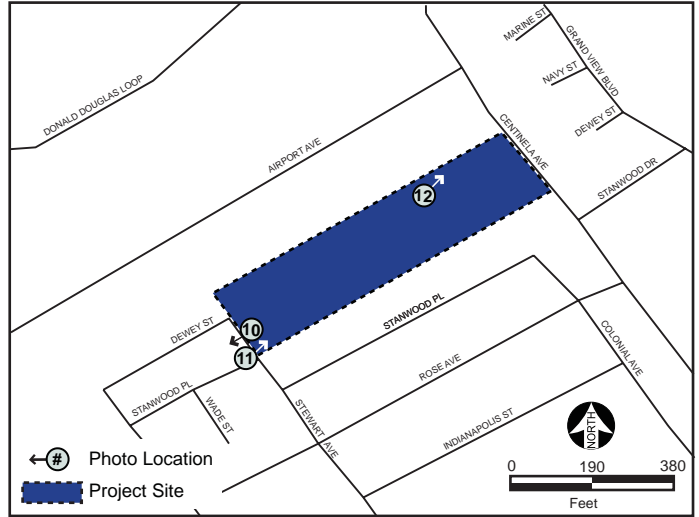 MARINE ST
GRAND VIEW BLVD
NAVY ST
DONALD DOUGLAS LOOP
DEWEY ST
CENTINELA AVE
AIRPORT AVE
STANWOOD DR
12
STANWOOD PL
10
DEWEY ST
11
COLONIAL AVE
ROSE AVE
STANWOOD PL
WADE ST
STEWART AVE
INDIANAPOLIS ST
NORTH
# Photo Location
Project Site
0 190 380
Feet